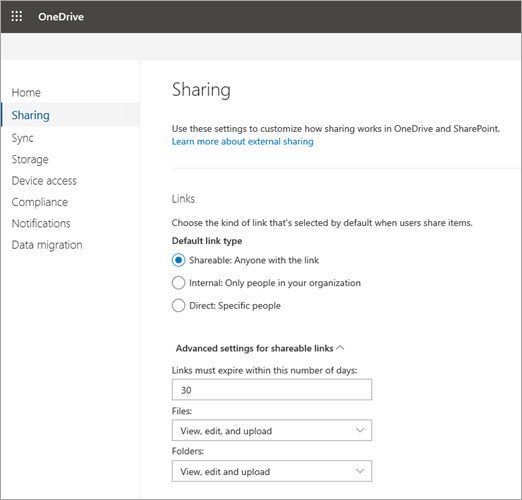 OneDrive
Home
Sharing
Sync
Storage
Device access
Compliance
Notifications
Data migration
Sharing
Use these settings to customize how sharing works in OneDrive and SharePoint.
Learn more about external sharing
Links
Choose the kind of link that's selected by default when users share items.
Default link type
Shareable: Anyone with the link
Internal: Only people in your organization
Direct: Specific people
Advanced settings for shareable links
Links must expire within this number of days:
30
Files:
View, edit, and upload
Folders:
View, edit and upload